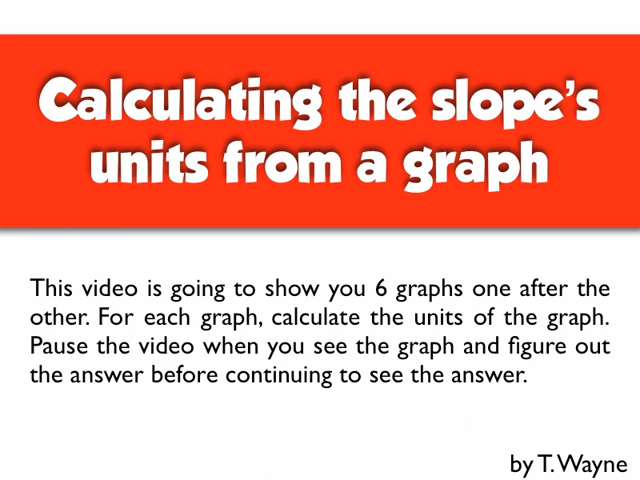 Calculating the slope's
units from a graph
This video is going to show you 6 graphs one after the
other. For each graph, calculate the units of the graph.
Pause the video when you see the graph and figure out
the answer before continuing to see the answer.
by T. Wayne